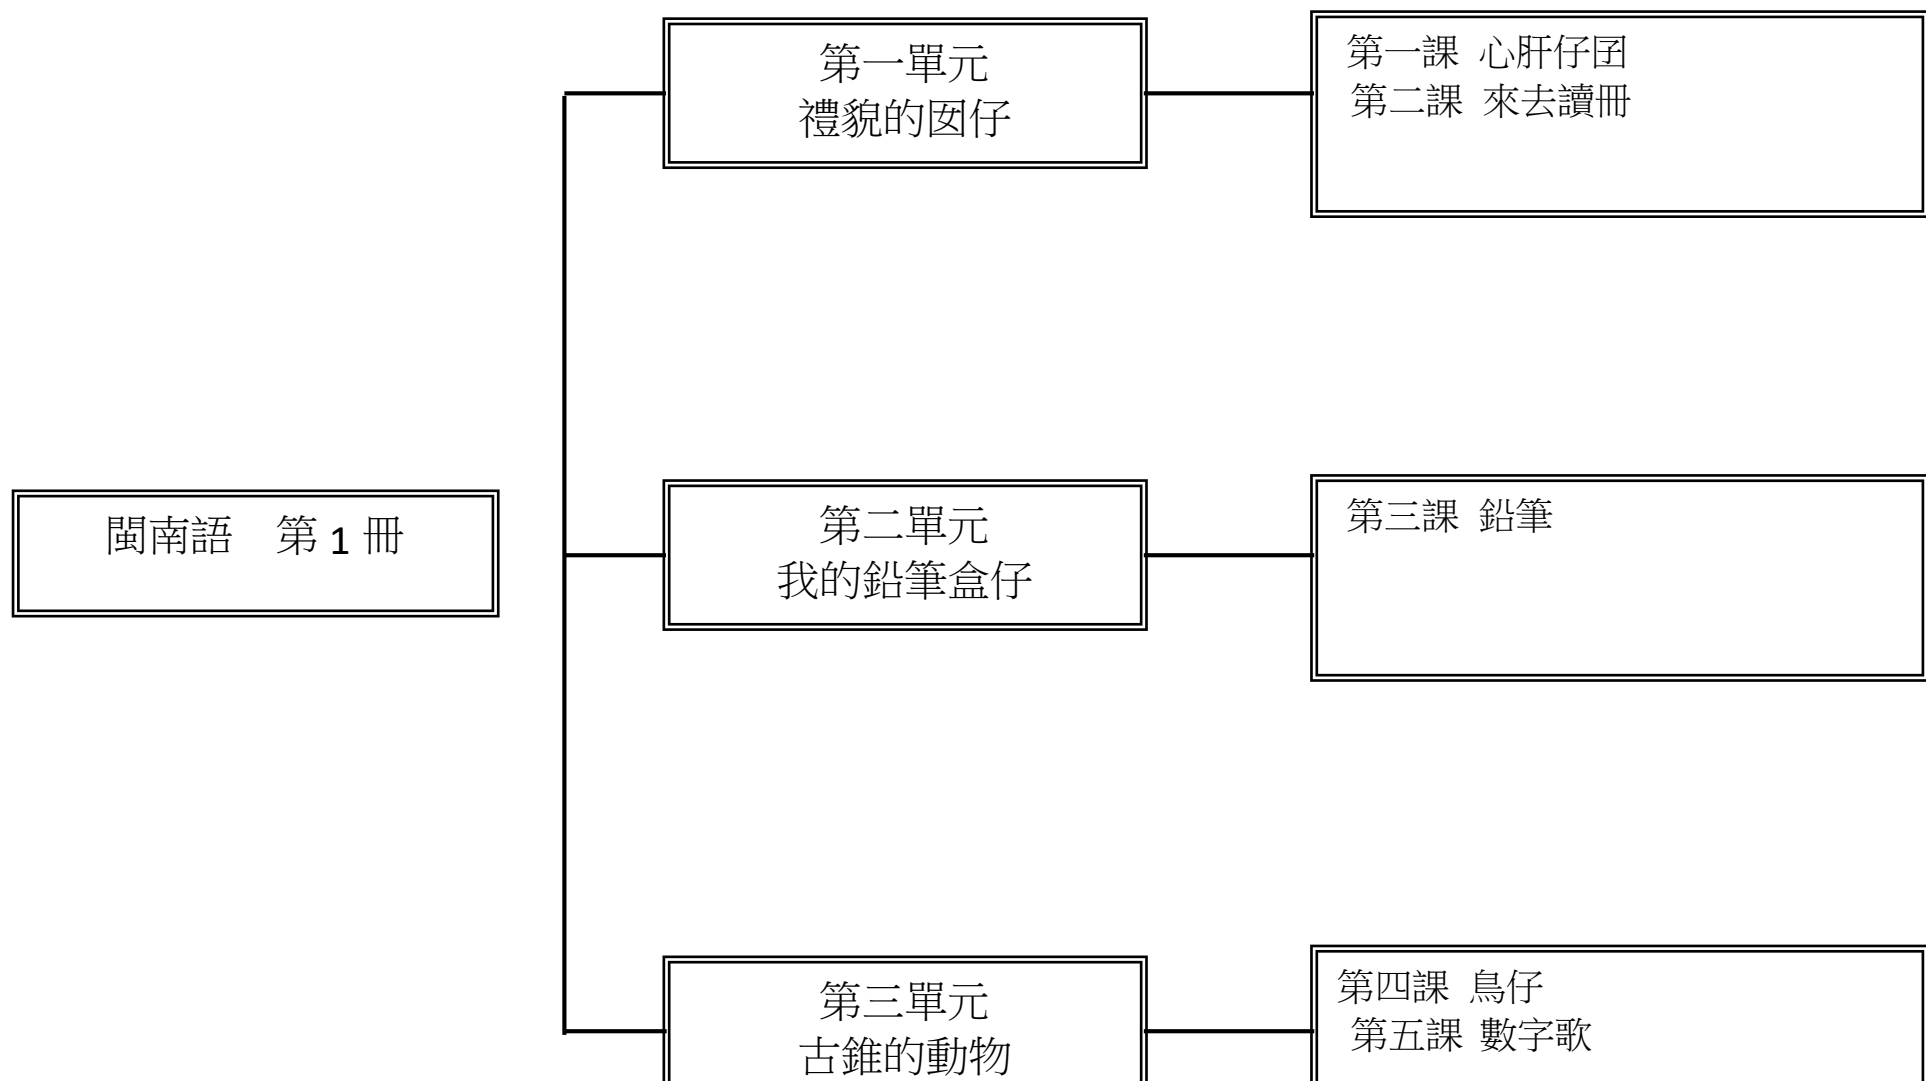 閩南語　第 1 冊
第一單元
禮貌的囡仔
第一課 心肝仔囝
第二課 來去讀冊
第二單元
我的鉛筆盒仔
第三課 鉛筆
第三單元
古錐的動物
第四課 鳥仔
第五課 數字歌